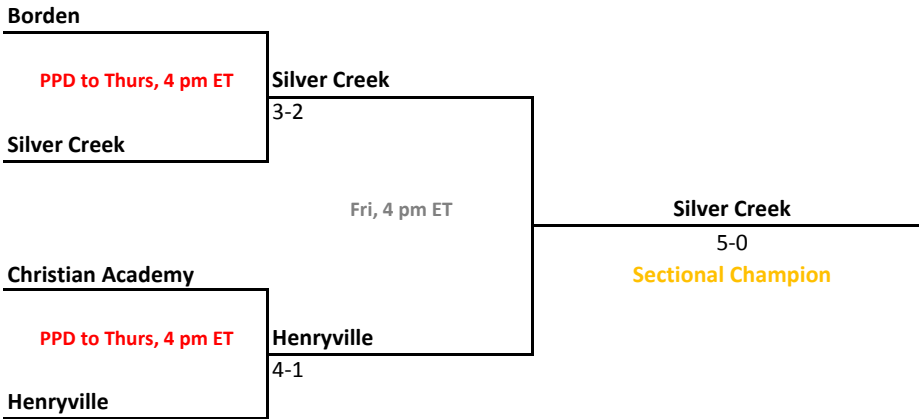 Borden
PPD to Thurs, 4 pm ET
Silver Creek
3-2
Silver Creek
Fri, 4 pm ET
Silver Creek
5-0
Sectional Champion
Christian Academy
PPD to Thurs, 4 pm ET
Henryville
4-1
Henryville